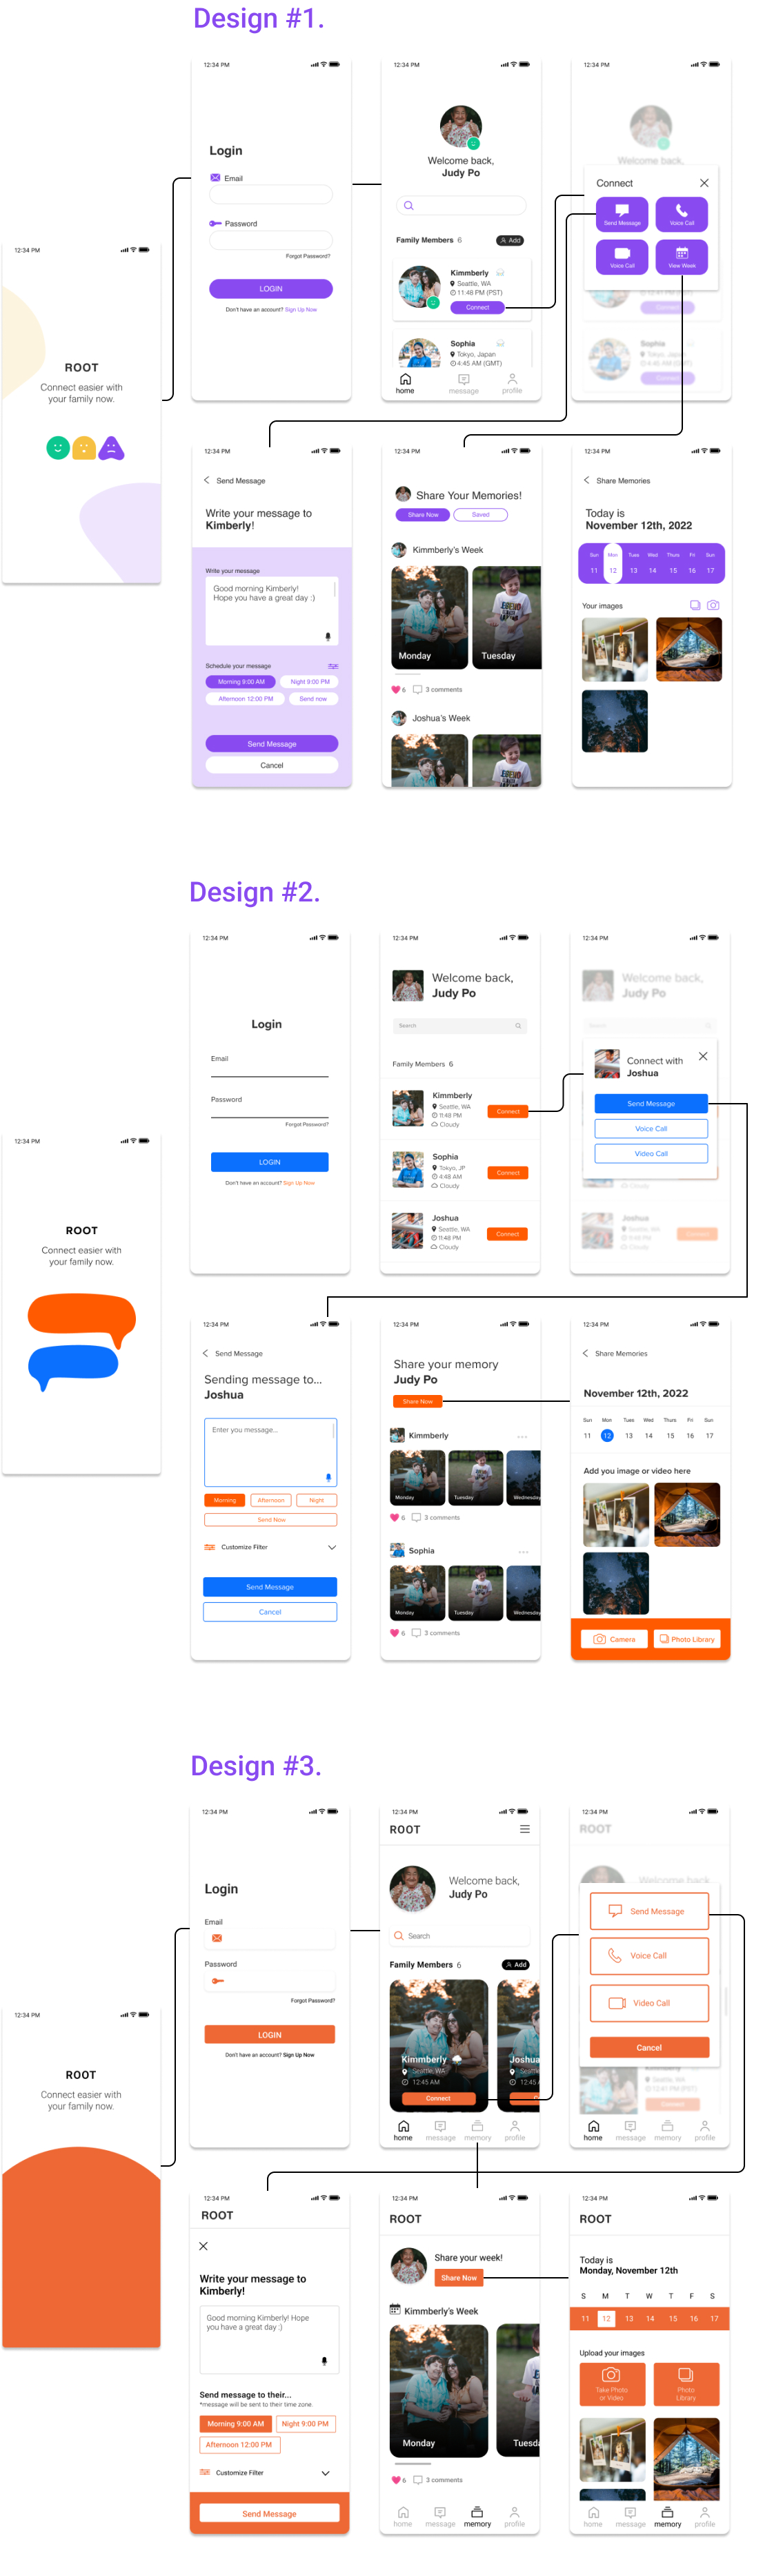 Design #1.
12:34 PM
ROOT
Connect easier with
your family now.
12:34 PM
Login
Email
Password
Forgot Password?
LOGIN
Don't have an account? Sign Up Now
12:34 PM
Welcome back,
Judy Po
Family Members 6
Add
Kimmberly
Seattle, WA
11:48 PM (PST)
Connect
Sophia
Tokyo, Japan
4:45 AM (GMT)
home
message
profile
12:34 PM
Welcome back,
Connect
Send Message
Voice Call
Voice Call
View Week
Connect
Sophia
Tokyo, Japan
4:45 AM (GMT)
Connect
12:34 PM
Send Message
Write your message to
Kimberly!
Write your message
Good morning Kimberly!
Hope you have a great day :)
Schedule your message
Morning 9:00 AM
Night 9:00 PM
Afternoon 12:00 PM
Send now
Send Message
Cancel
12:34 PM
Share Your Memories!
Share Now
Saved
Kimmberly's Week
Monday
Tuesday
6
3 comments
Joshua's Week
12:34 PM
Share Memories
Today is
November 12th, 2022
Sun Mon Tues Wed Thurs Fri Sun
11 12 13 14 15 16 17
Your images
Design #2.
12:34 PM
ROOT
Connect easier with
your family now.
12:34 PM
Login
Email
Password
Forgot Password?
LOGIN
Don't have an account? Sign Up Now
12:34 PM
Welcome back,
Judy Po
Search
Family Members 6
Kimmberly
Seattle, WA
11:48 PM
Cloudy
Connect
Sophia
Tokyo, JP
4:48 AM
Cloudy
Connect
Joshua
Seattle, WA
11:48 PM
Cloudy
Connect
12:34 PM
Welcome back,
Judy Po
Search
Connect with
Joshua
Send Message
Voice Call
Video Call
Cloudy
Joshua
Seattle, WA
11:48 PM
Cloudy
Connect
12:34 PM
Send Message
Sending message to...
Joshua
Enter you message...
Morning
Afternoon
Night
Send Now
Customize Filter
Send Message
Cancel
12:34 PM
Share your memory
Judy Po
Share Now
Kimmberly
Monday
Tuesday
Wednesday
6
3 comments
Sophia
Monday
Tuesday
Wednesday
6
3 comments
12:34 PM
Share Memories
November 12th, 2022
Sun Mon Tues Wed Thurs Fri Sun
11 12 13 14 15 16 17
Add you image or video here
Camera
Photo Library
Design #3.
12:34 PM
ROOT
Connect easier with
your family now.
12:34 PM
Login
Email
Password
Forgot Password?
LOGIN
Don't have an account? Sign Up Now
12:34 PM
ROOT
Welcome back,
Judy Po
Search
Family Members 6
Add
Kimmberly
Seattle, WA
12:45 AM
Connect
Joshua
Seattle
12:45
home
message
memory
profile
12:34 PM
ROOT
Welcome back
Send Message
Voice Call
Video Call
Cancel
Kimmberly
Seattle, WA
12:41 PM (PST)
Connect
home
message
memory
profile
12:34 PM
ROOT
Write your message to
Kimberly!
Good morning Kimberly! Hope
you have a great day :)
Send message to their...
*message will be sent to their time zone.
Morning 9:00 AM
Night 9:00 PM
Afternoon 12:00 PM
Customize Filter
Send Message
12:34 PM
ROOT
Share your week!
Share Now
Kimmberly's Week
Monday
Tuesd
6
3 comments
home
message
memory
profile
12:34 PM
ROOT
Today is
Monday, November 12th
S M T W T F S
11 12 13 14 15 16 17
Upload your images
Take Photo
or Video
Photo
Library
home
message
memory
profile